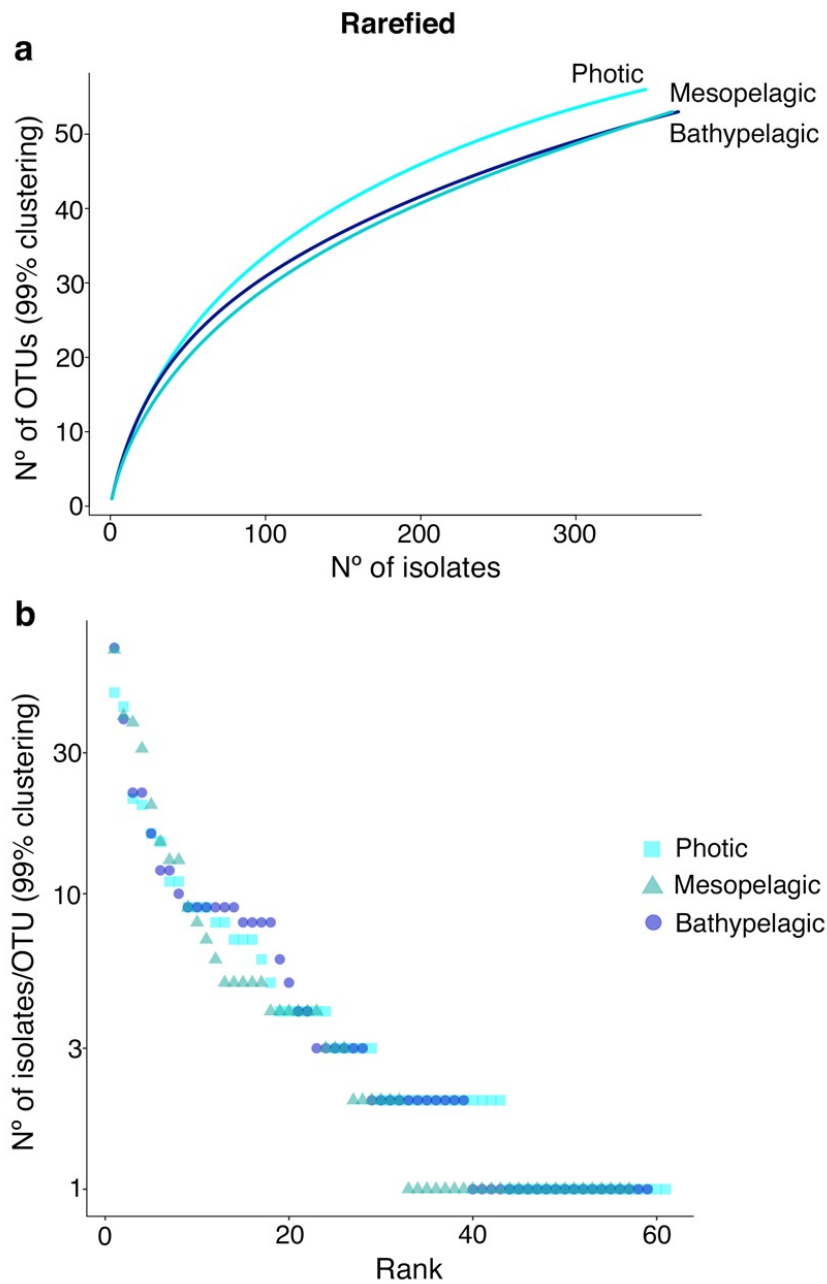 Rarefied
a
Photic
Mesopelagic
Bathypelagic
50
40
30
20
10
0
Nº of OTUs (99% clustering)
0 100 200 300
Nº of isolates
b
30
10
3
1
Nº of isolates/OTU (99% clustering)
Photic
Mesopelagic
Bathypelagic
0 20 40 60
Rank